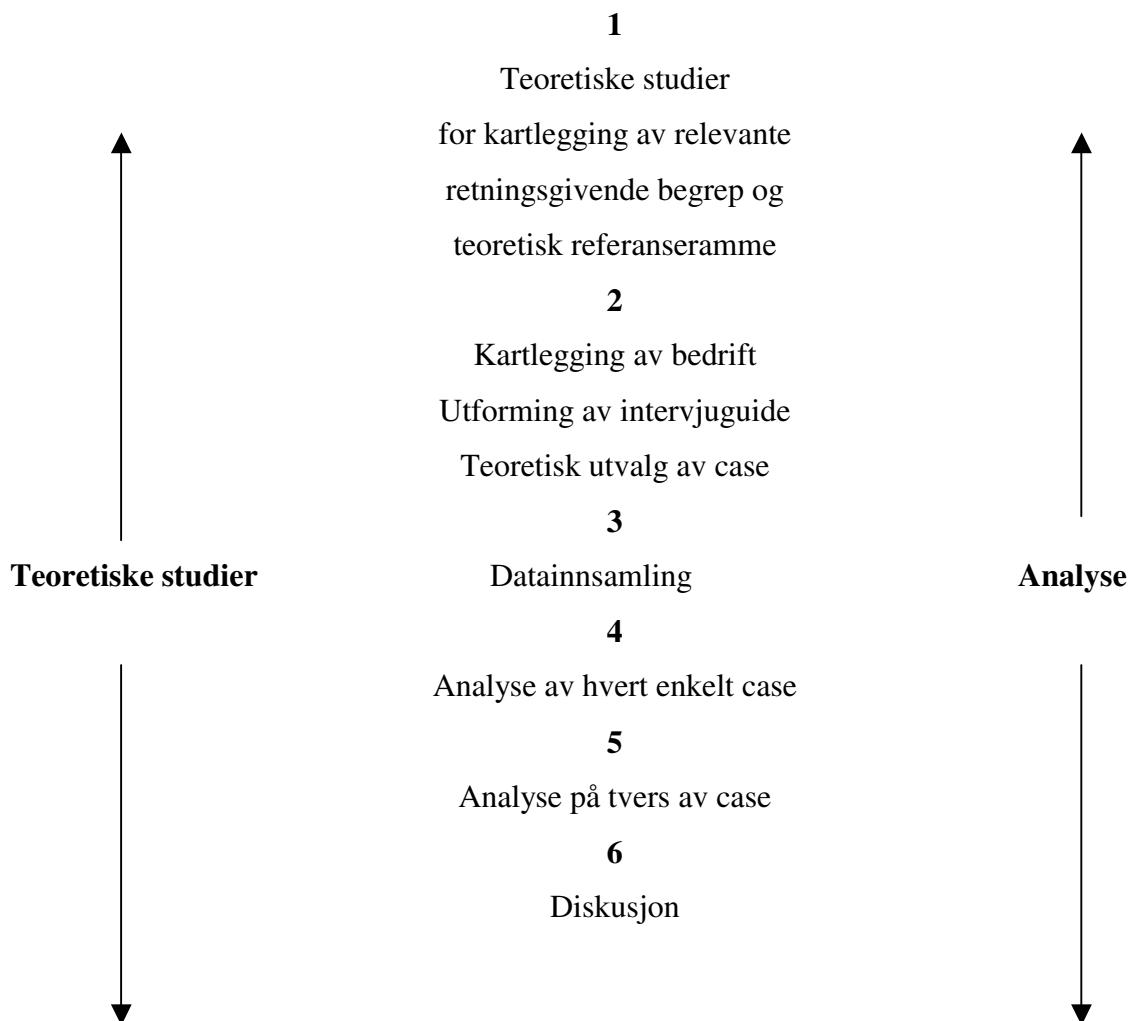 1
Teoretiske studier
for kartlegging av relevante
retningsgivende begrep og
teoretisk referanseramme
2
Kartlegging av bedrift
Utforming av intervjuguide
Teoretisk utvalg av case
3
Teoretiske studier
Datainnsamling
Analyse
4
Analyse av hvert enkelt case
5
Analyse på tvers av case
6
Diskusjon